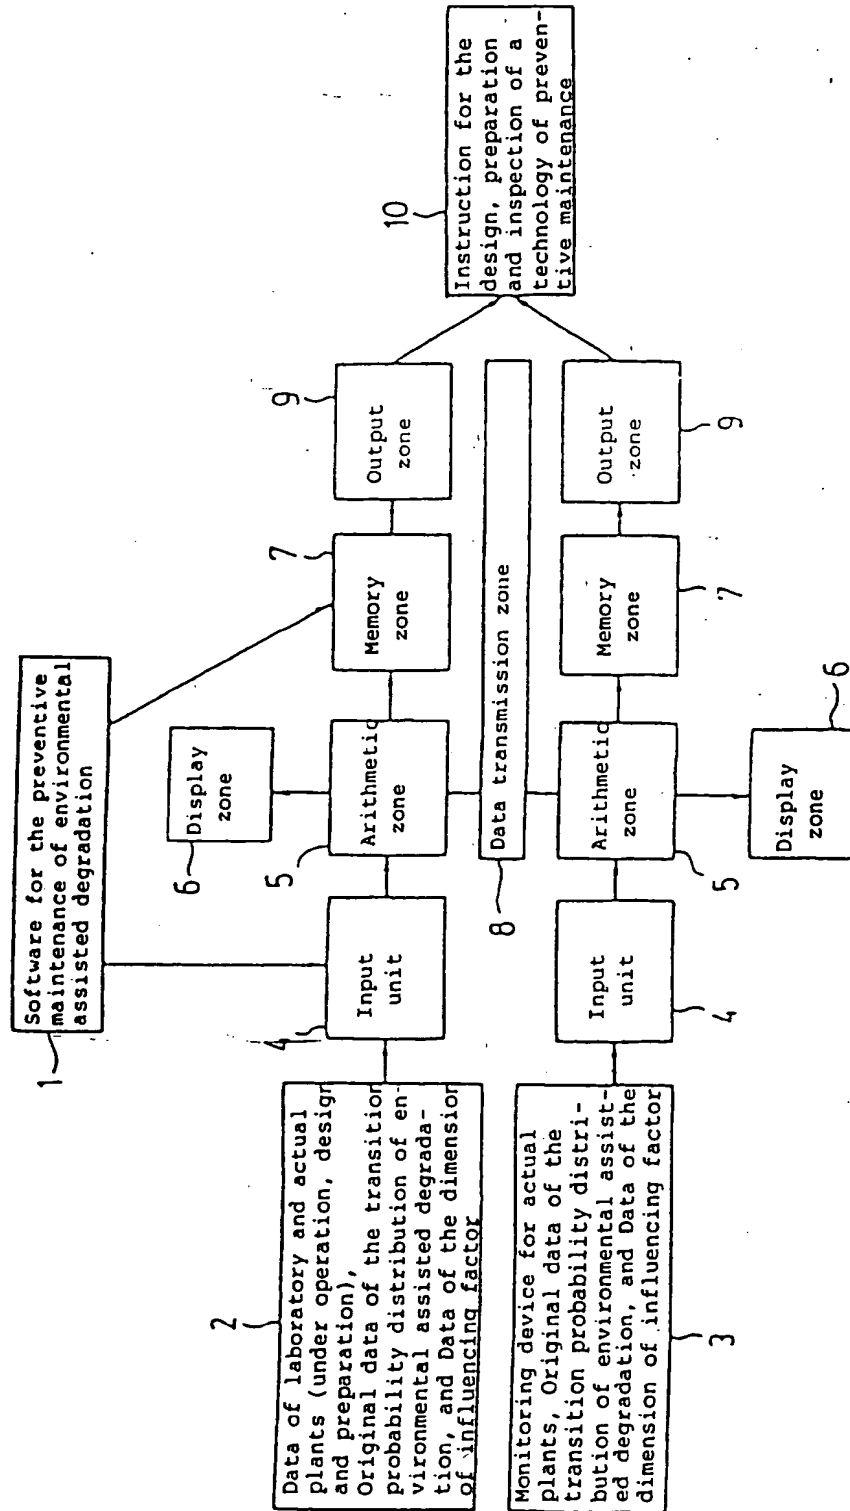 1
Software for the preventive
maintenance of environmental
assisted degradation
2
Data of laboratory and actual
plants (under operation, design
and preparation),
Original data of the transition
probability distribution of en-
vironmental assisted degrada-
tion, and Data of the dimension
of influencing factor
4
Input
unit
5
Arithmetic
zone
6
Display
zone
7
Memory
zone
9
Output
zone
8
Data transmission zone
10
Instruction for the
design, preparation
and inspection of a
technology of preven-
tive maintenance
3
Monitoring device for actual
plants, Original data of the
transition probability distri-
bution of environmental assist-
ed degradation, and Data of the
dimension of influencing factor
4
Input
unit
5
Arithmetic
zone
6
Display
zone
7
Memory
zone
9
Output
zone